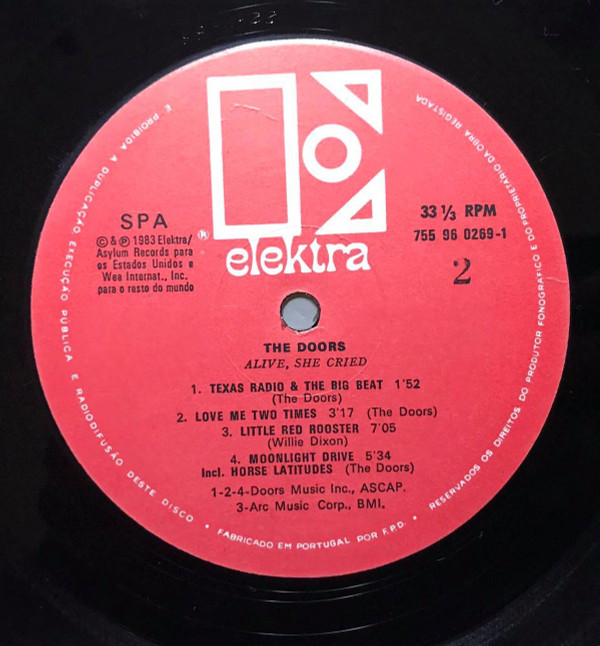 elektra
®
SPA
© & ℗ 1983 Elektra/
Asylum Records para
os Estados Unidos e
Wea Internat., Inc.
para o resto do mundo
33 ⅓ RPM
755 96 0269-1
2
THE DOORS
ALIVE, SHE CRIED
1. TEXAS RADIO & THE BIG BEAT 1'52
(The Doors)
2. LOVE ME TWO TIMES 3'17 (The Doors)
3. LITTLE RED ROOSTER 7'05
(Willie Dixon)
4. MOONLIGHT DRIVE 5'34
Incl. HORSE LATITUDES (The Doors)
1-2-4-Doors Music Inc., ASCAP.
3-Arc Music Corp., BMI.
É PROIBIDA A DUPLICAÇÃO EXECUÇÃO PÚBLICA E RADIODIFUSÃO DESTE DISCO • FABRICADO EM PORTUGAL POR F.P.D. • RESERVADOS OS DIREITOS DO PRODUTOR FONOGRÁFICO E DO PROPRIETÁRIO DA OBRA REGISTADA